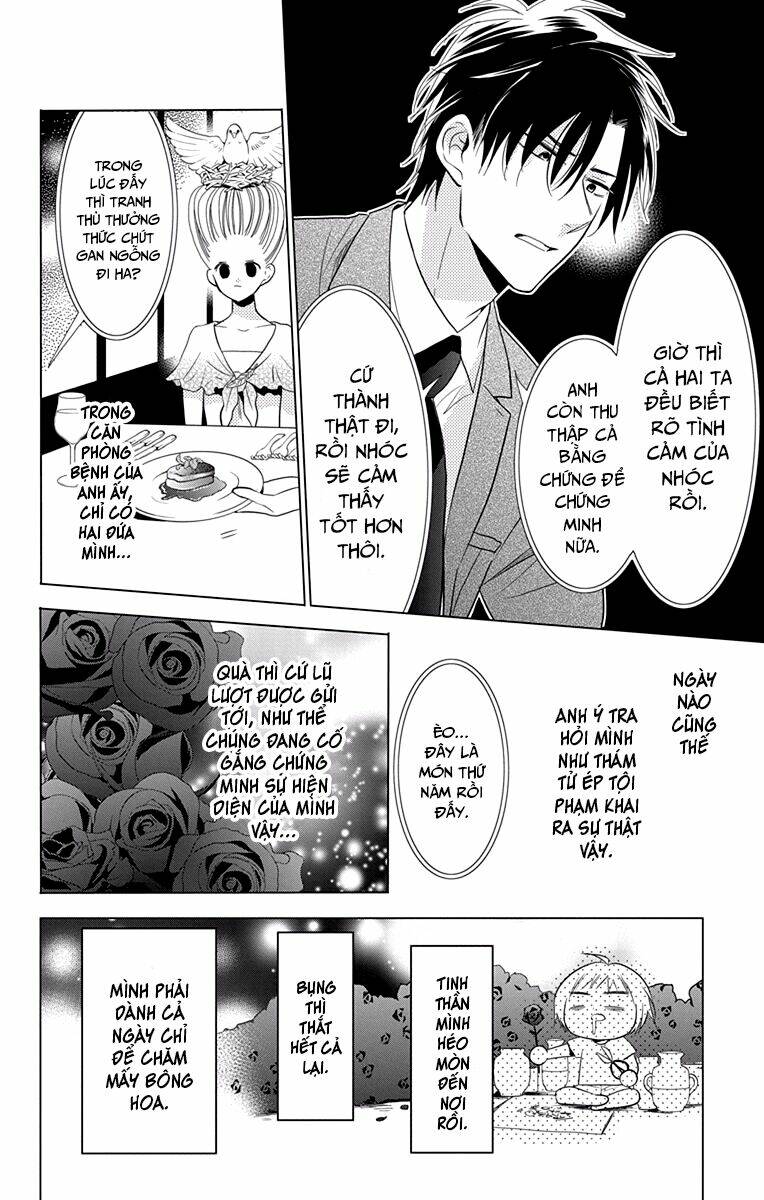 GIỜ THÌ
CẢ HAI TA
ĐỀU BIẾT
RÕ TÌNH
CẢM CỦA
NHÓC
RỒI.
ANH
CÒN THU
THẬP CẢ
BẰNG
CHỨNG ĐỂ
CHỨNG
MINH
NỮA.
CỨ
THÀNH
THẬT ĐI,
RỒI NHÓC
SẼ CẢM
THẤY
TỐT HƠN
THÔI.
TRONG
LÚC ĐẤY
THÌ TRANH
THỦ THƯỞNG
THỨC CHÚT
GAN NGỖNG
ĐI HA?
TRONG
CĂN
PHÒNG
BỆNH CỦA
ANH ẤY,
CHỈ CÓ
HAI ĐỨA
MÌNH...
NGÀY
NÀO
CŨNG
THẾ
ANH Ý TRA
HỎI MÌNH
NHƯ THÁM
TỬ ÉP TỘI
PHẠM KHAI
RA SỰ THẬT
VẬY.
ÈO...
ĐÂY LÀ
MÓN THỨ
NĂM RỒI
ĐẤY.
QUÀ THÌ CỨ LŨ
LƯỢT ĐƯỢC GỬI
TỚI, NHƯ THỂ
CHÚNG ĐANG CỐ
GẮNG CHỨNG
MINH SỰ HIỆN
DIỆN CỦA MÌNH
VẬY...
TINH
THẦN
MÌNH
HÉO
MÒN
ĐẾN
NƠI
RỒI.
BỤNG
THÌ
THẮT
HẾT CẢ
LẠI.
MÌNH PHẢI
DÀNH CẢ
NGÀY CHỈ
ĐỂ CHĂM
MẤY BÔNG
HOA.